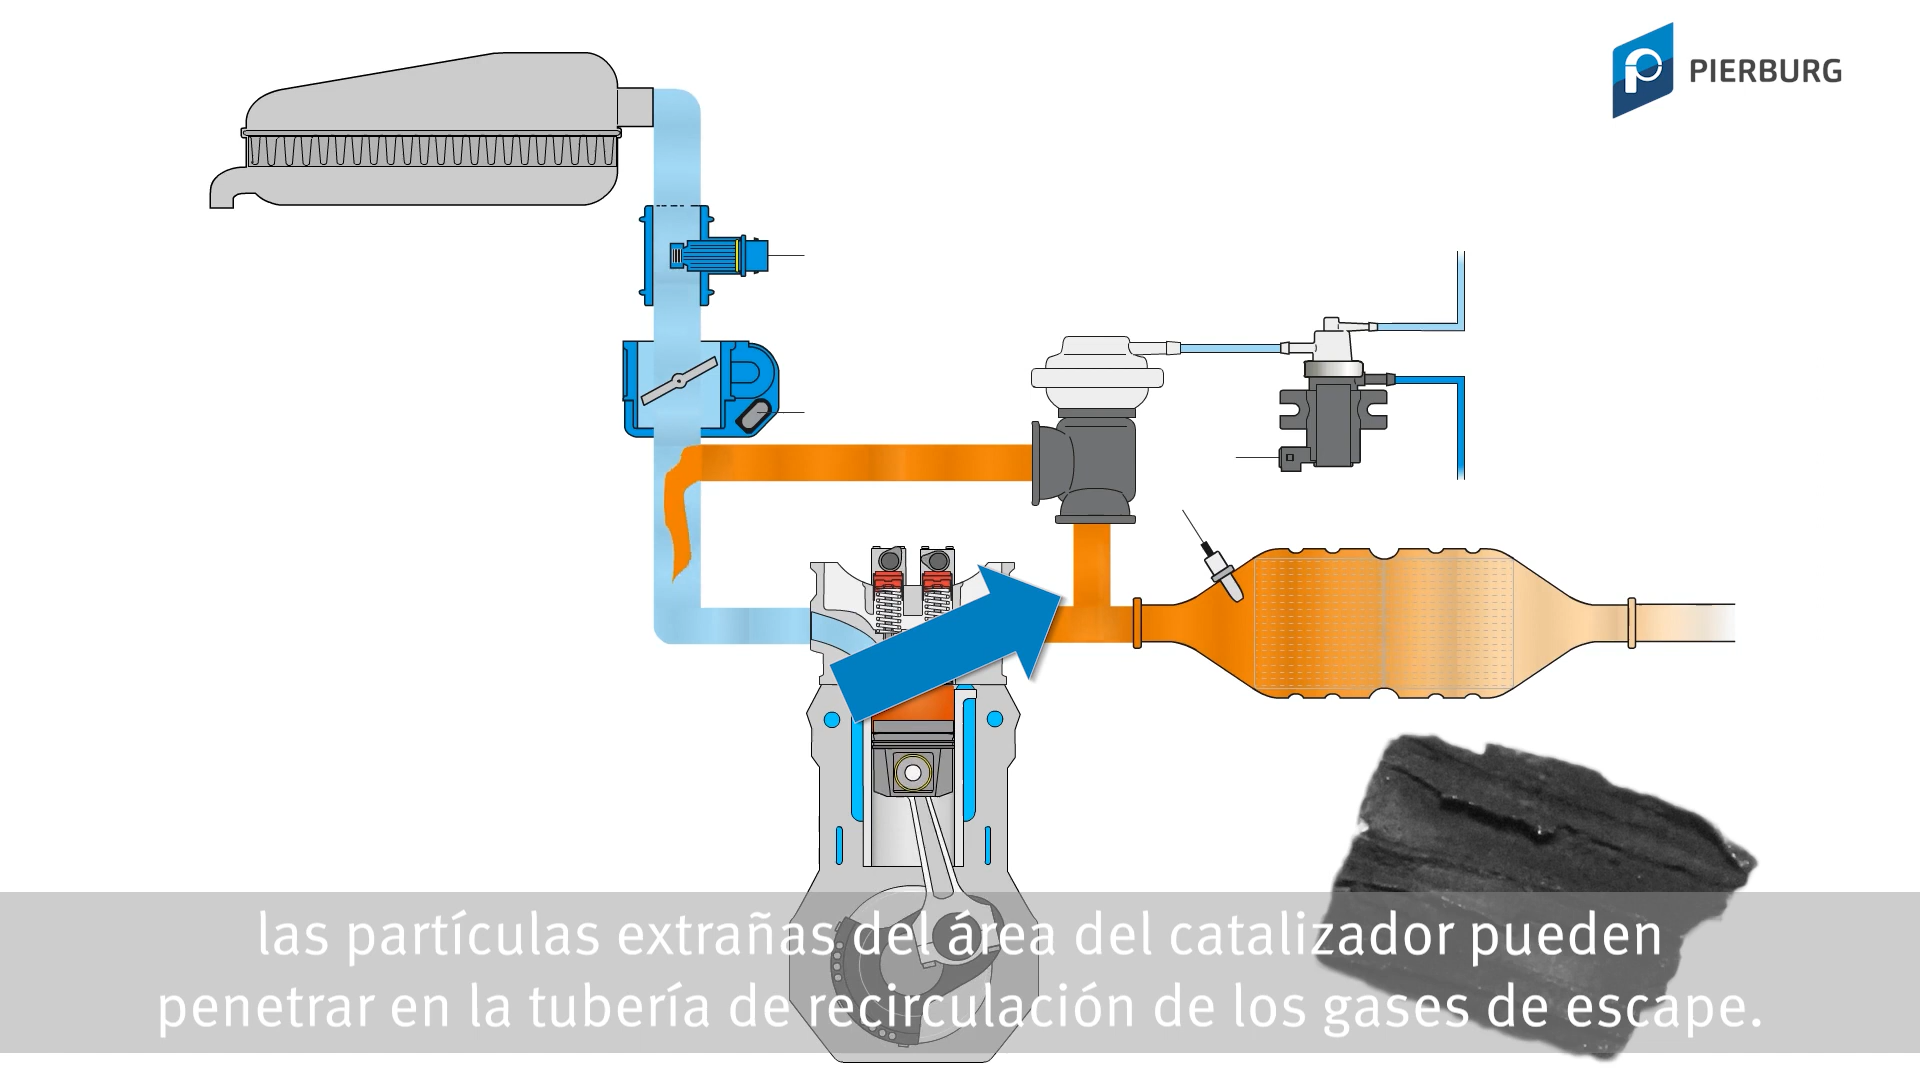 PIERBURG
las partículas extrañas del área del catalizador pueden
penetrar en la tubería de recirculación de los gases de escape.